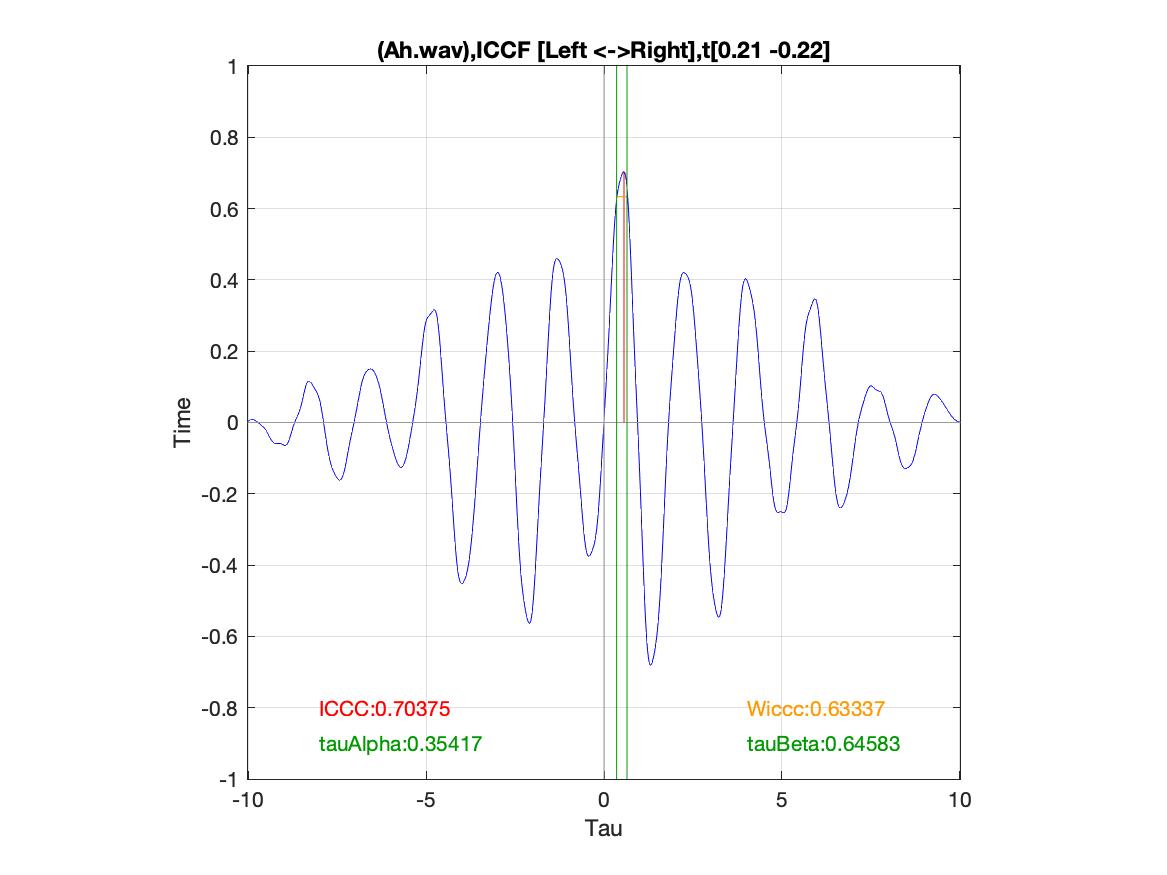 (Ah.wav),ICCF [Left <->Right],t[0.21 -0.22]
1
0.8
0.6
0.4
0.2
0
-0.2
-0.4
-0.6
-0.8
-1
Time
ICCC:0.70375
Wiccc:0.63337
tauAlpha:0.35417
tauBeta:0.64583
-10
-5
0
5
10
Tau